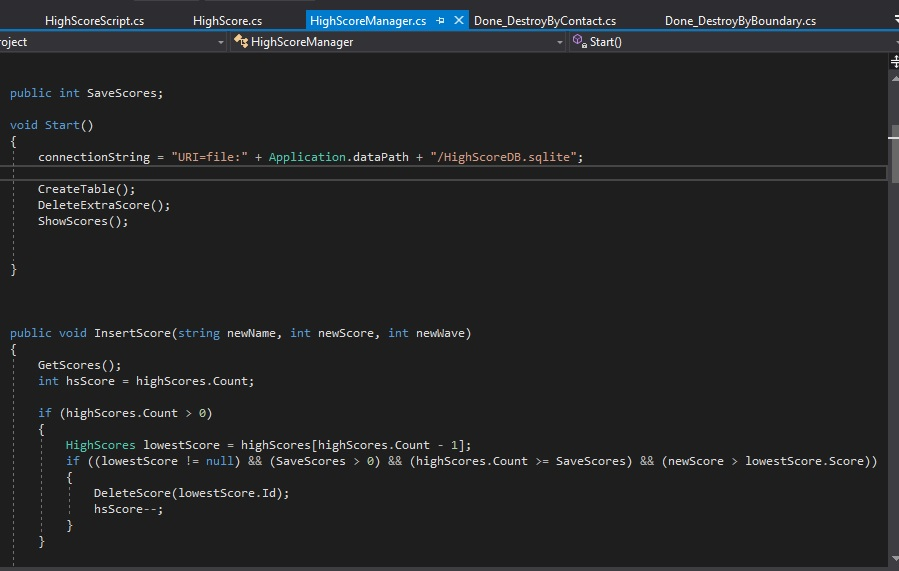 HighScoreScript.cs HighScore.cs HighScoreManager.cs Done_DestroyByContact.cs Done_DestroyByBoundary.cs
roject HighScoreManager Start()
public int SaveScores;
void Start()
{
connectionString = "URI=file:" + Application.dataPath + "/HighScoreDB.sqlite";
CreateTable();
DeleteExtraScore();
ShowScores();
}
public void InsertScore(string newName, int newScore, int newWave)
{
GetScores();
int hsScore = highScores.Count;
if (highScores.Count > 0)
{
HighScores lowestScore = highScores[highScores.Count - 1];
if ((lowestScore != null) && (SaveScores > 0) && (highScores.Count >= SaveScores) && (newScore > lowestScore.Score))
{
DeleteScore(lowestScore.Id);
hsScore--;
}
}